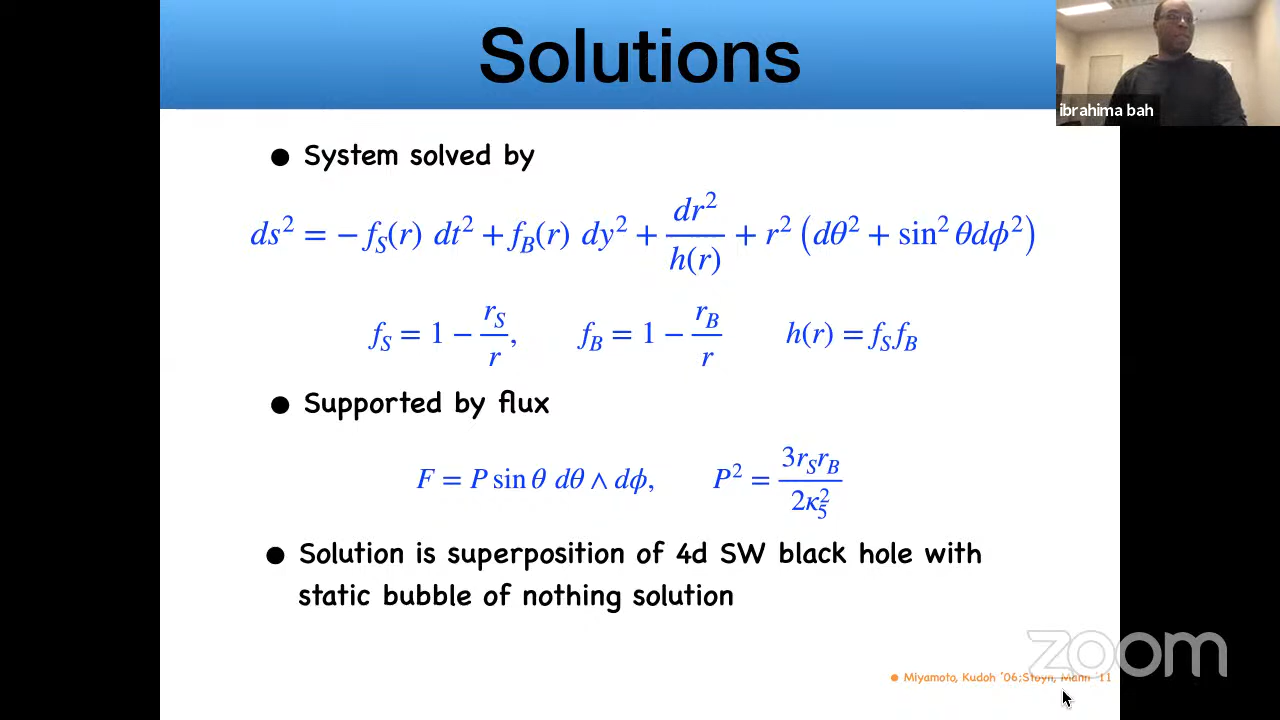 Solutions
ibrahima bah
● System solved by
ds² = − f_S(r) dt² + f_B(r) dy² + dr²/h(r) + r² (dθ² + sin² θdϕ²)
f_S = 1 − r_S/r, f_B = 1 − r_B/r h(r) = f_S f_B
● Supported by flux
F = P sin θ dθ ∧ dϕ, P² = 3r_S r_B/2κ₅²
● Solution is superposition of 4d SW black hole with
static bubble of nothing solution
zoom
● Miyamoto, Kudoh '06;Stoyn, Mann '11